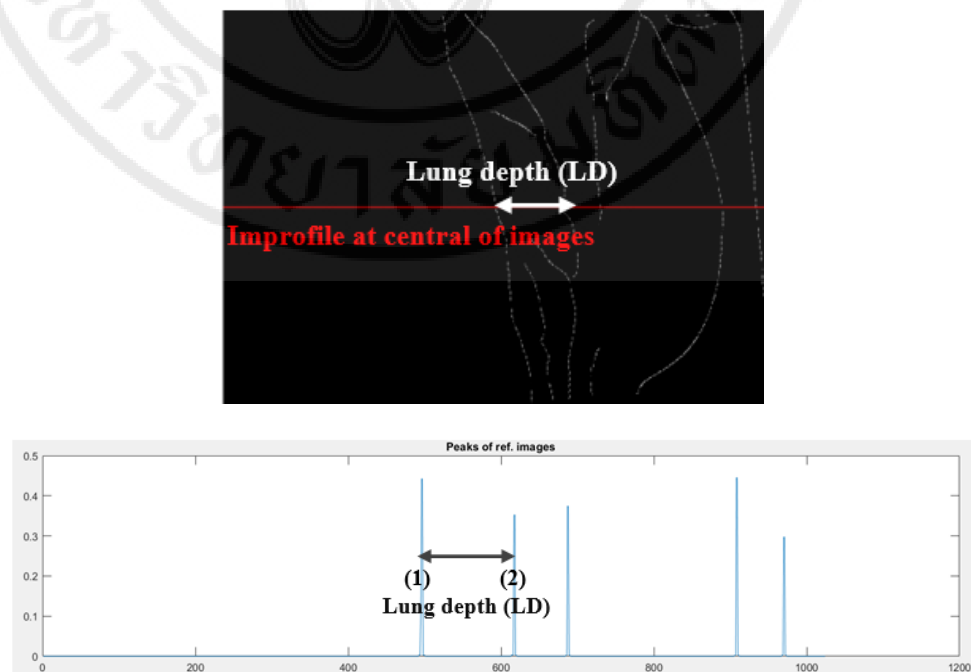 Lung depth (LD)
Improfile at central of images
Peaks of ref. images
0.5
0.4
0.3
0.2
0.1
0
(1) (2)
Lung depth (LD)
0 200 400 600 800 1000 1200